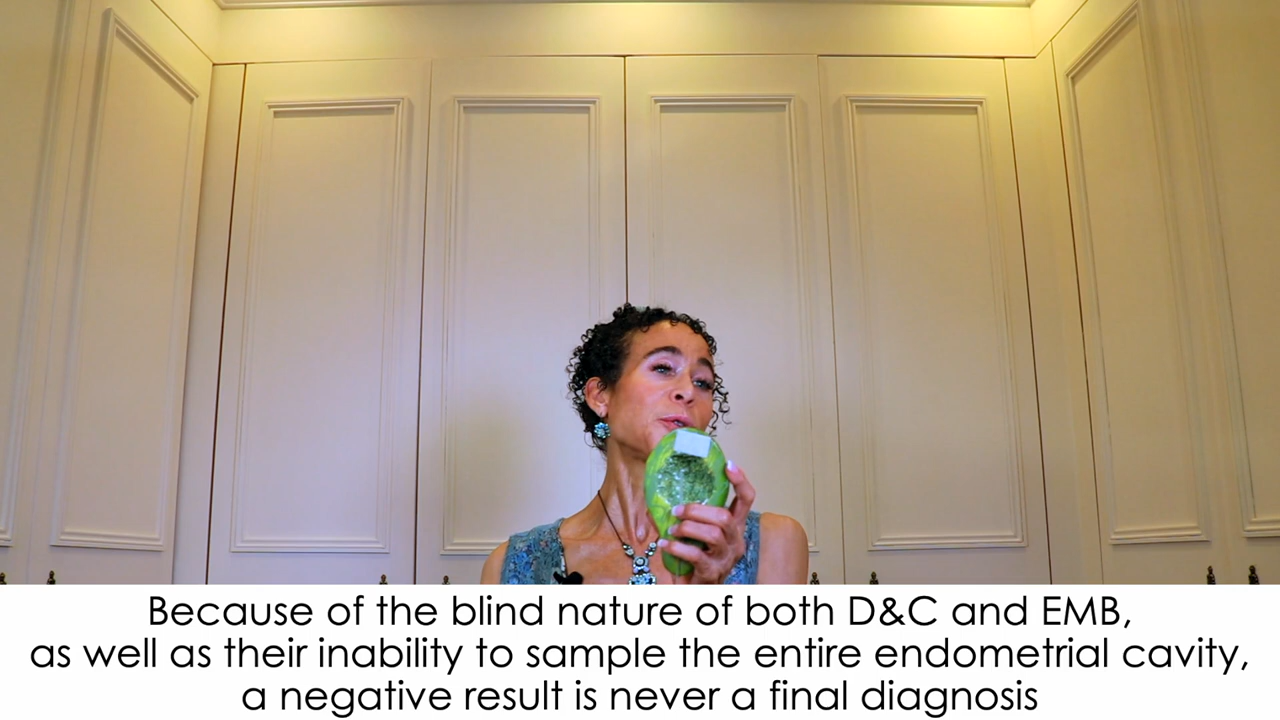 Because of the blind nature of both D&C and EMB,
as well as their inability to sample the entire endometrial cavity,
a negative result is never a final diagnosis